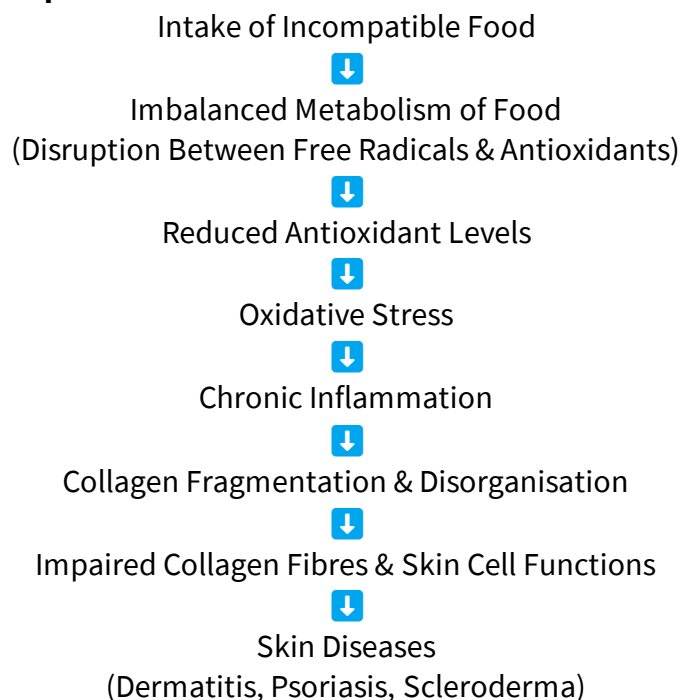 Intake of Incompatible Food
Imbalanced Metabolism of Food
(Disruption Between Free Radicals & Antioxidants)
Reduced Antioxidant Levels
Oxidative Stress
Chronic Inflammation
Collagen Fragmentation & Disorganisation
Impaired Collagen Fibres & Skin Cell Functions
Skin Diseases
(Dermatitis, Psoriasis, Scleroderma)